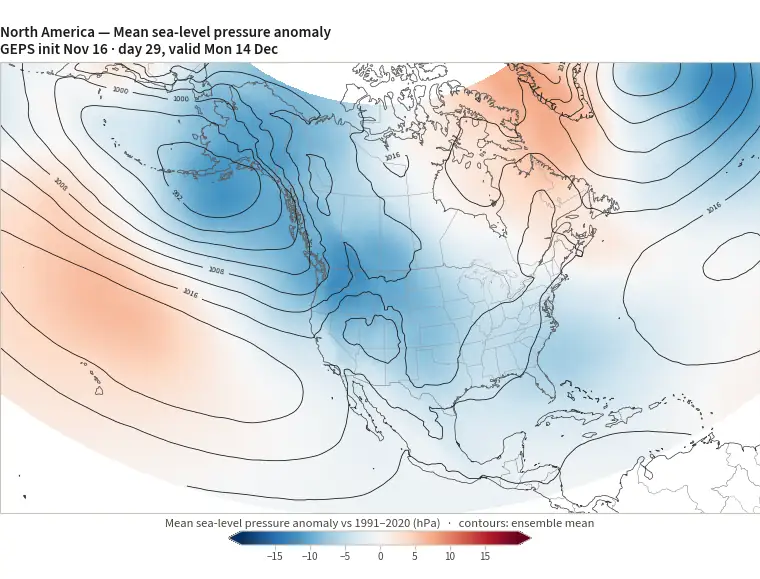 North America — Mean sea-level pressure anomaly
GEPS init Nov 16 · day 29, valid Mon 14 Dec
1000
1000
1016
1008
992
1016
1008
1016
Mean sea-level pressure anomaly vs 1991–2020 (hPa) · contours: ensemble mean
−15 −10 −5 0 5 10 15